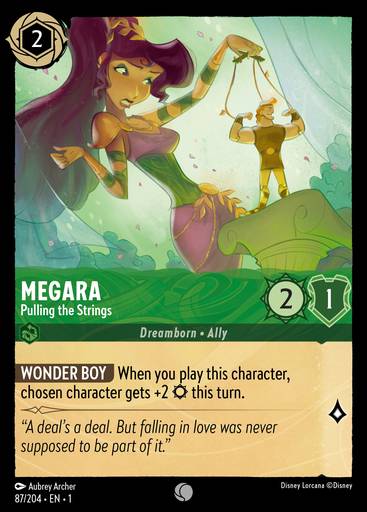 2
MEGARA
Pulling the Strings
2 1
Dreamborn • Ally
WONDER BOY When you play this character,
chosen character gets +2 this turn.
“A deal’s a deal. But falling in love was never
supposed to be part of it.”
Aubrey Archer
87/204 • EN • 1
Disney Lorcana ©Disney